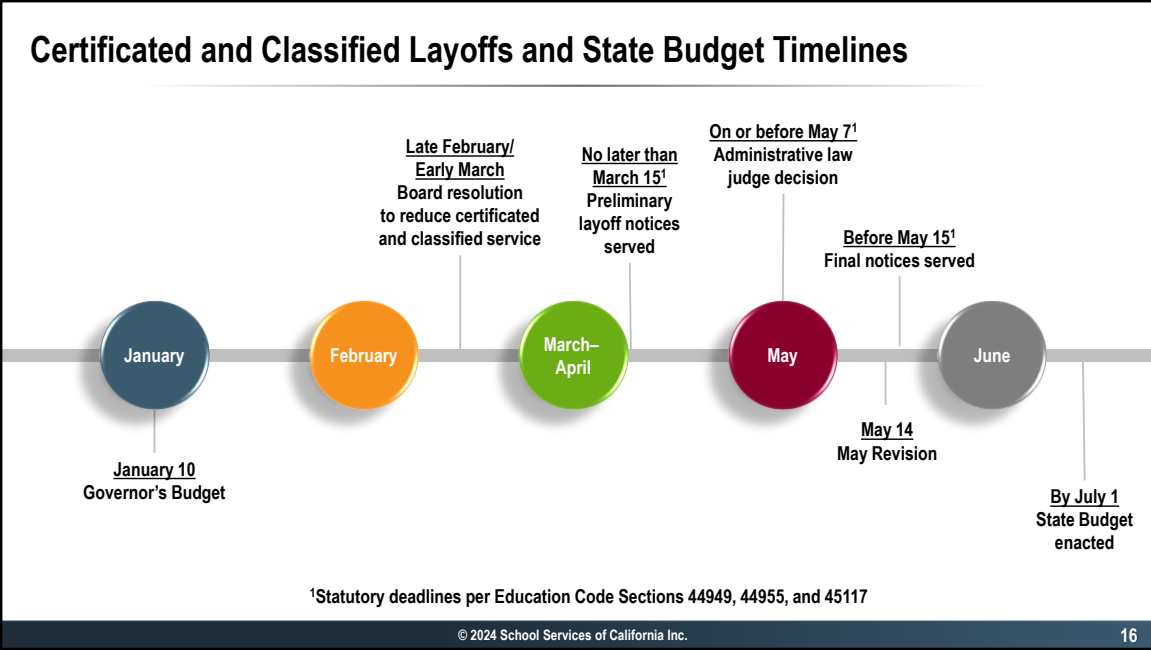 Certificated and Classified Layoffs and State Budget Timelines
Late February/
Early March
Board resolution
to reduce certificated
and classified service
No later than
March 15¹
Preliminary
layoff notices
served
On or before May 7¹
Administrative law
judge decision
Before May 15¹
Final notices served
January
February
March–
April
May
June
January 10
Governor’s Budget
May 14
May Revision
By July 1
State Budget
enacted
¹Statutory deadlines per Education Code Sections 44949, 44955, and 45117
© 2024 School Services of California Inc.
16